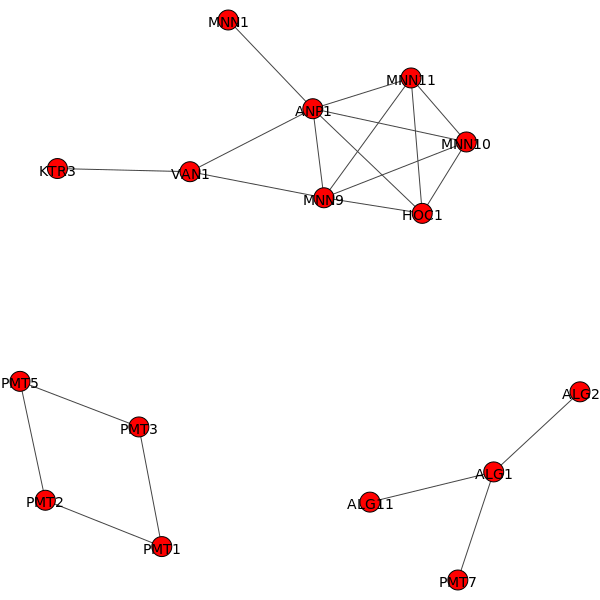 MNN1
MNN11
ANP1
MNN10
KTR3
VAN1
MNN9
HOC1
PMT5
ALG2
PMT3
ALG1
PMT2
ALG11
PMT1
PMT7